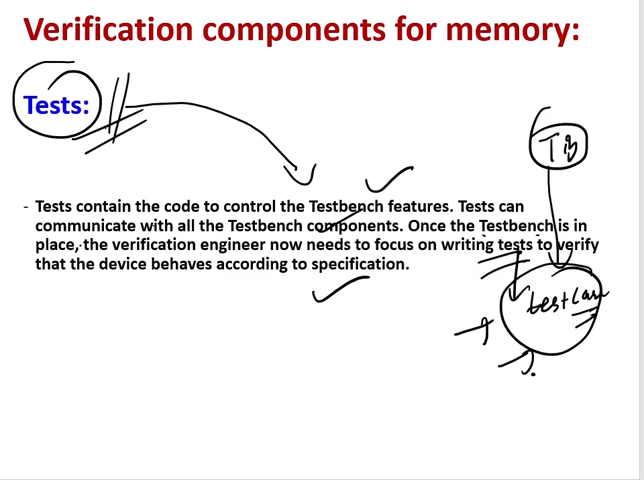 Verification components for memory:
Tests:
TB
- Tests contain the code to control the Testbench features. Tests can
communicate with all the Testbench components. Once the Testbench is in
place, the verification engineer now needs to focus on writing tests to verify
that the device behaves according to specification.